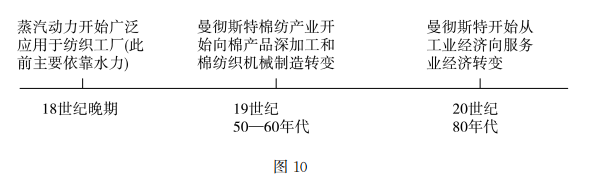 蒸汽动力开始广泛
应用于纺织工厂(此
前主要依靠水力)
曼彻斯特棉纺产业开
始向棉产品深加工和
棉纺织机械制造转变
曼彻斯特开始从
工业经济向服务
业经济转变
18世纪晚期
19世纪
50—60年代
20世纪
80年代
图 10